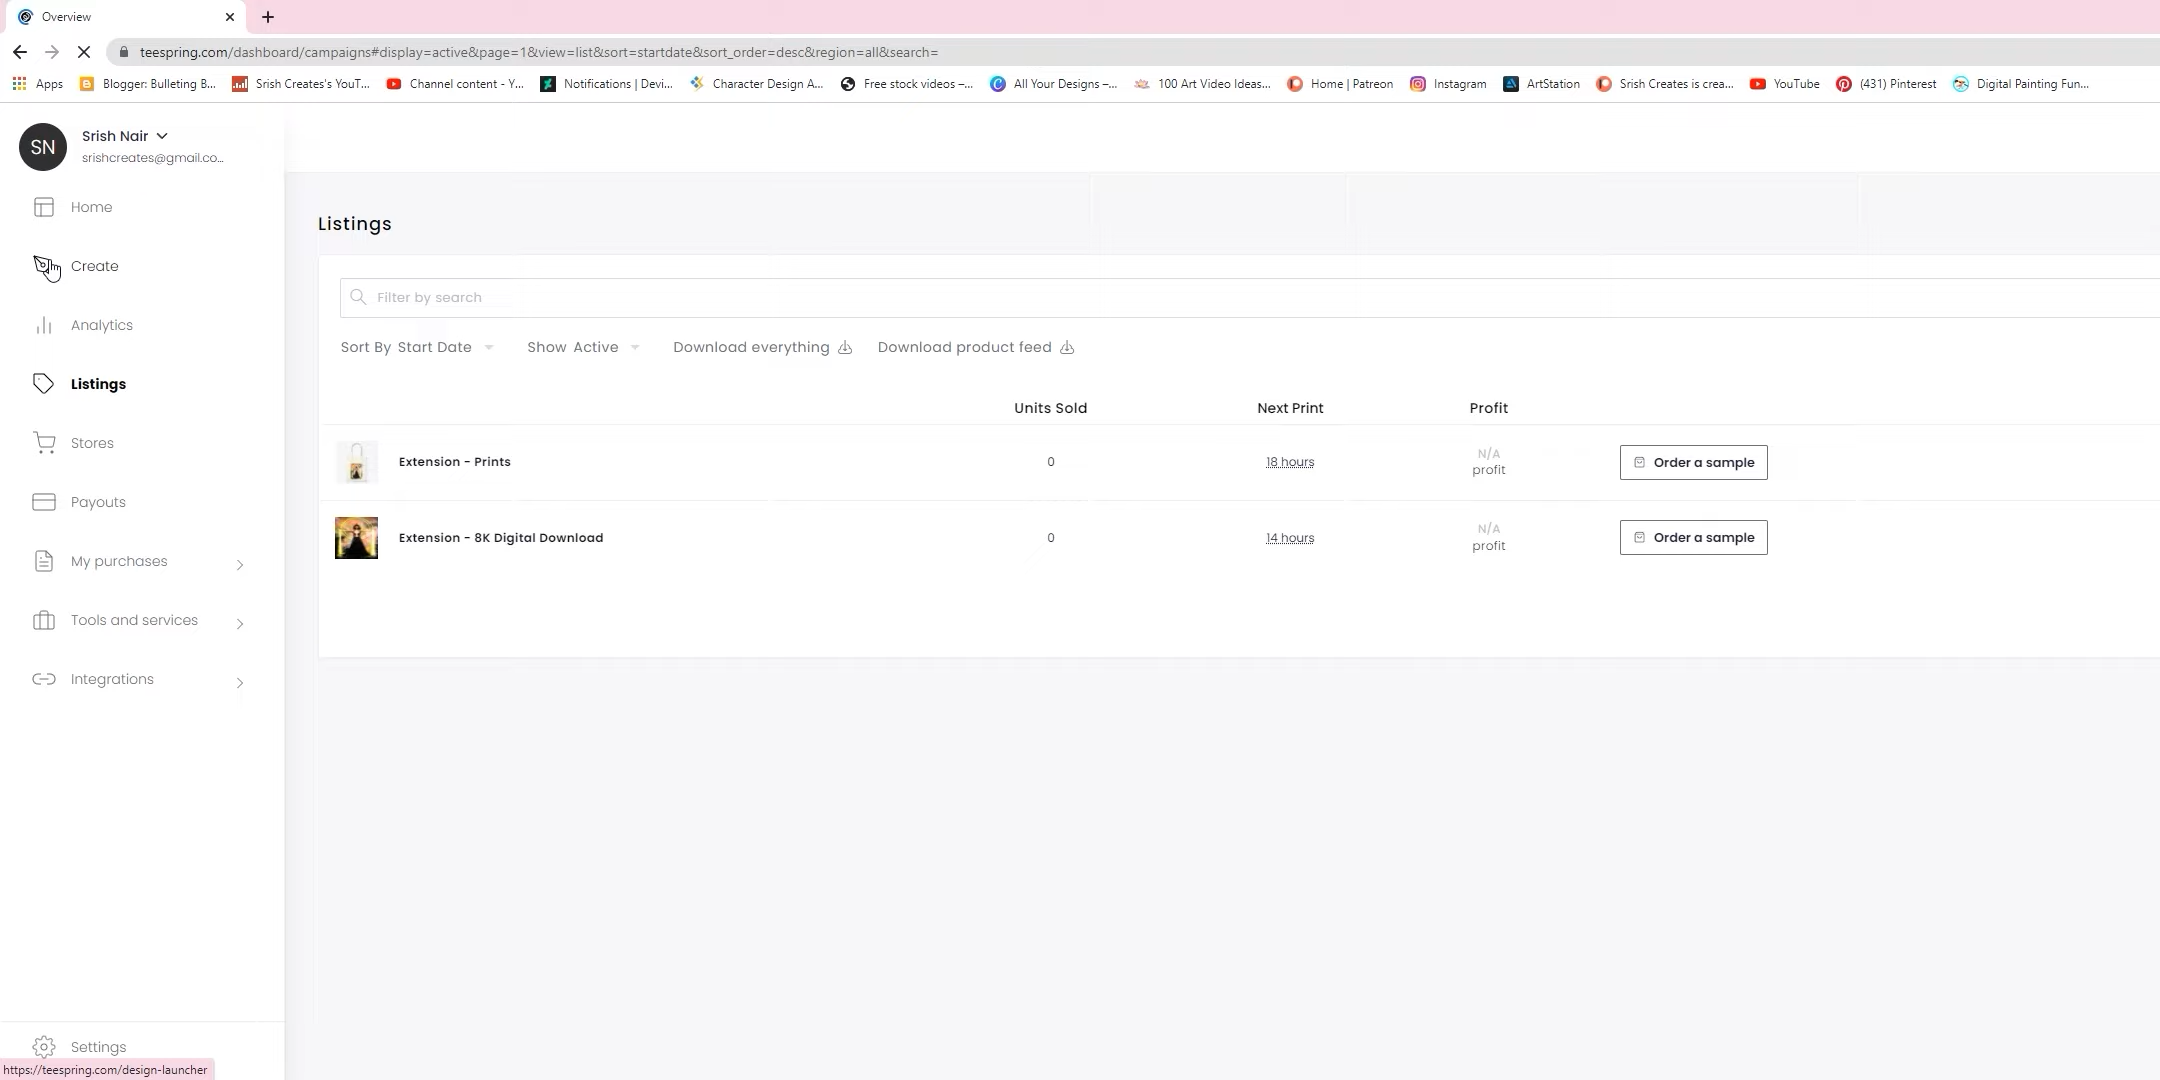 Overview
teespring.com/dashboard/campaigns#display=active&page=1&view=list&sort=startdate&sort_order=desc&region=all&search=
Apps Blogger: Bulleting B... Srish Creates's YouT... Channel content - Y... Notifications | Devi... Character Design A... Free stock videos –... All Your Designs –... 100 Art Video Ideas... Home | Patreon Instagram ArtStation Srish Creates is crea... YouTube (431) Pinterest Digital Painting Fun...
SN
Srish Nair
srishcreates@gmail.co...
Home
Create
Analytics
Listings
Stores
Payouts
My purchases
Tools and services
Integrations
Settings
https://teespring.com/design-launcher
Listings
Filter by search
Sort By Start Date Show Active Download everything Download product feed
Units Sold Next Print Profit
Extension - Prints 0 18 hours N/A profit Order a sample
Extension - 8K Digital Download 0 14 hours N/A profit Order a sample